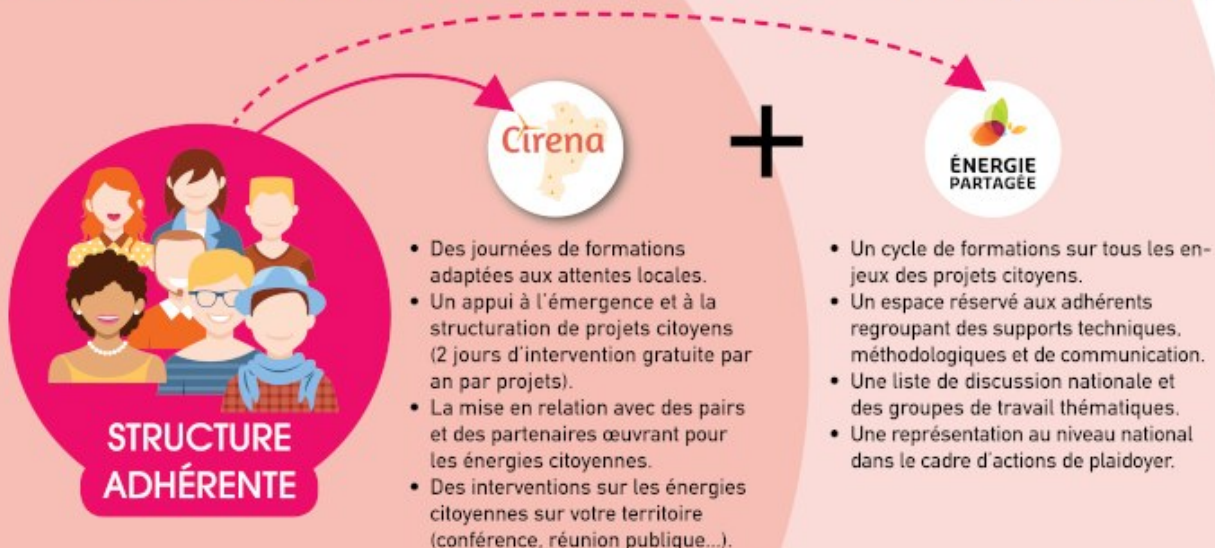 Cirena
ÉNERGIE
PARTAGÉE
STRUCTURE
ADHÉRENTE
• Des journées de formations
adaptées aux attentes locales.
• Un appui à l'émergence et à la
structuration de projets citoyens
(2 jours d'intervention gratuite par
an par projets).
• La mise en relation avec des pairs
et des partenaires œuvrant pour
les énergies citoyennes.
• Des interventions sur les énergies
citoyennes sur votre territoire
(conférence, réunion publique...).
• Un cycle de formations sur tous les en-
jeux des projets citoyens.
• Un espace réservé aux adhérents
regroupant des supports techniques,
méthodologiques et de communication.
• Une liste de discussion nationale et
des groupes de travail thématiques.
• Une représentation au niveau national
dans le cadre d'actions de plaidoyer.